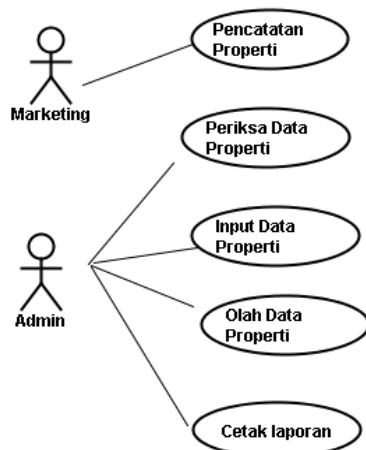 Pencatatan
Properti
Marketing
Periksa Data
Properti
Input Data
Properti
Admin
Olah Data
Properti
Cetak laporan